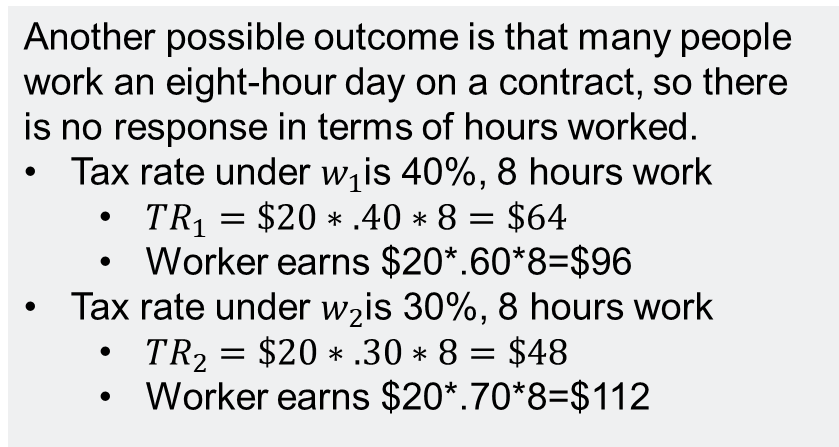 Another possible outcome is that many people
work an eight-hour day on a contract, so there
is no response in terms of hours worked.
• Tax rate under w₁is 40%, 8 hours work
• TR₁ = $20 ∗ .40 ∗ 8 = $64
• Worker earns $20*.60*8=$96
• Tax rate under w₂is 30%, 8 hours work
• TR₂ = $20 ∗ .30 ∗ 8 = $48
• Worker earns $20*.70*8=$112